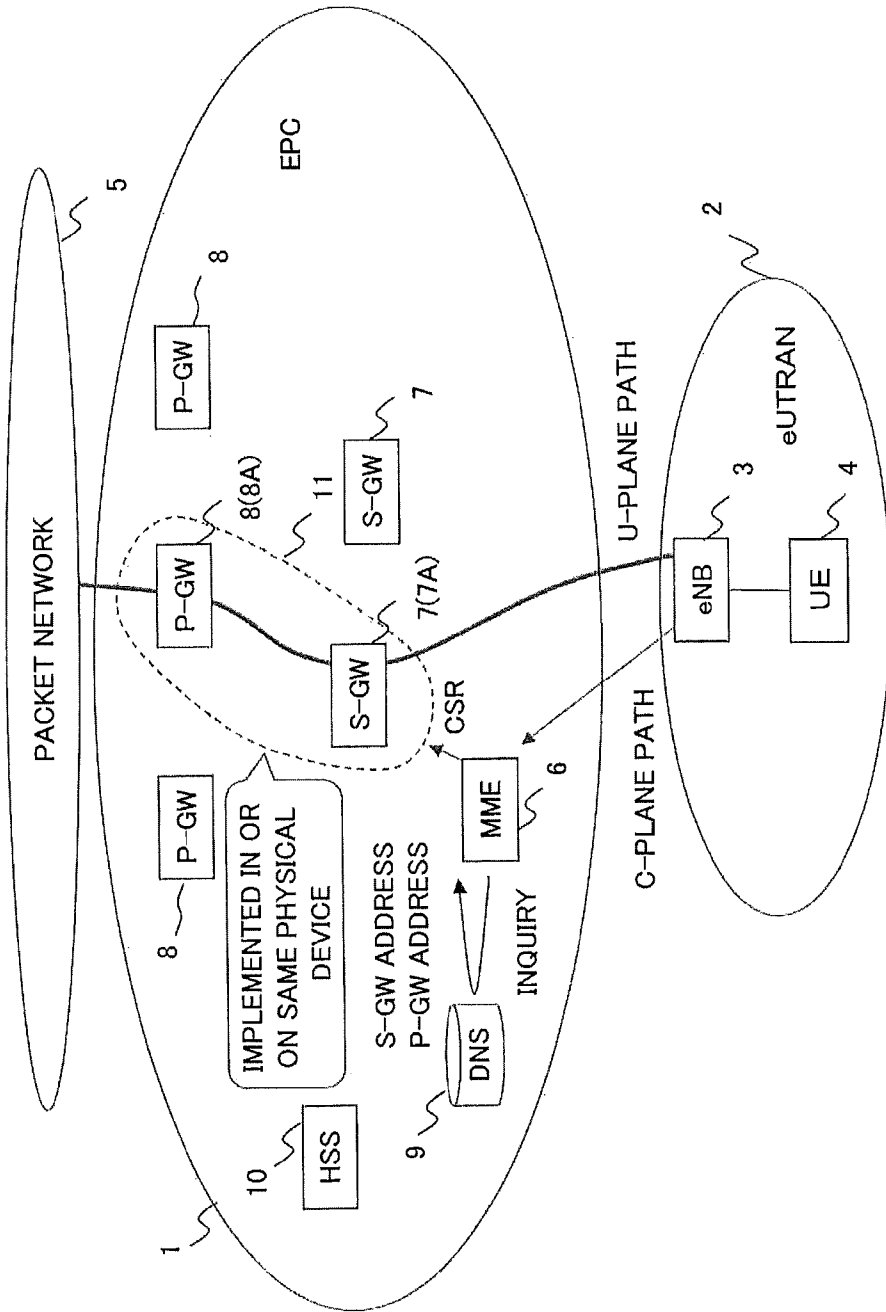 PACKET NETWORK
5
EPC
1
P-GW
8
P-GW
8(8A)
P-GW
8
11
IMPLEMENTED IN OR
ON SAME PHYSICAL
DEVICE
S-GW
7(7A)
S-GW
7
HSS
10
CSR
S-GW ADDRESS
P-GW ADDRESS
MME
6
DNS
9
INQUIRY
C-PLANE PATH
U-PLANE PATH
2
eUTRAN
eNB
3
UE
4